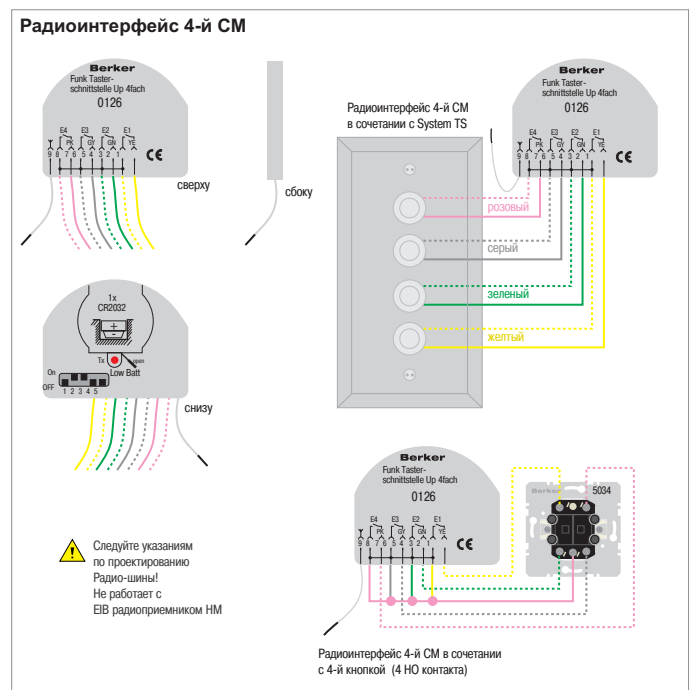 Радиоинтерфейс 4-й СМ
Berker
Funk Taster-
schnittstelle Up 4fach
0126
E4 E3 E2 E1
PK GY GN YE
9 8 7 6 5 4 3 2 1
CE
сверху
сбоку
Радиоинтерфейс 4-й СМ
в сочетании с System TS
Berker
Funk Taster-
schnittstelle Up 4fach
0126
E4 E3 E2 E1
PK GY GN YE
9 8 7 6 5 4 3 2 1
CE
розовый
серый
зеленый
желтый
1x
CR2032
+
-
Tx
open
Low Batt
On
OFF
1 2 3 4 5
снизу
Berker
Funk Taster-
schnittstelle Up 4fach
0126
E4 E3 E2 E1
PK GY GN YE
9 8 7 6 5 4 3 2 1
CE
Berker
5034
Следуйте указаниям
по проектированию
Радио-шины!
Не работает с
EIB радиоприемником НМ
Радиоинтерфейс 4-й СМ в сочетании
с 4-й кнопкой (4 НО контакта)